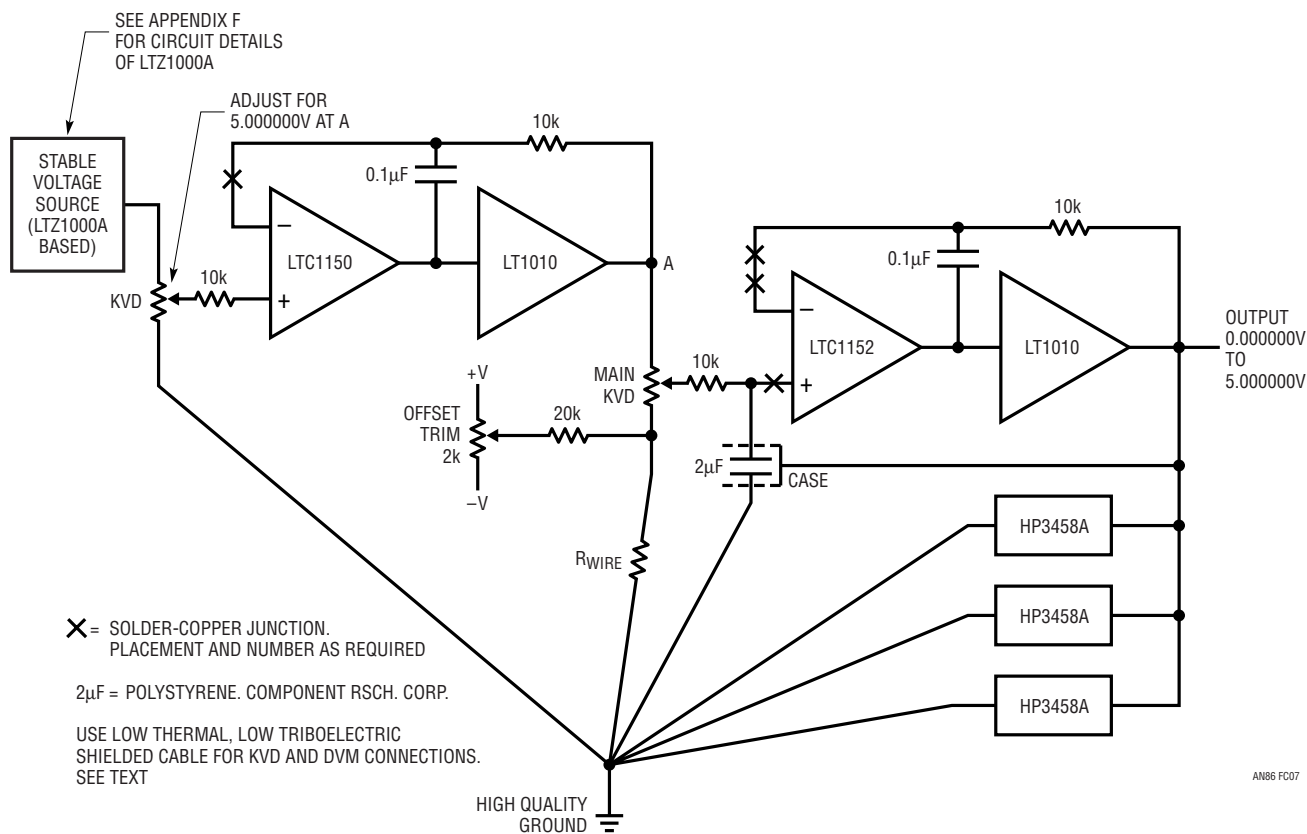 SEE APPENDIX F
FOR CIRCUIT DETAILS
OF LTZ1000A
ADJUST FOR
5.000000V AT A
STABLE
VOLTAGE
SOURCE
(LTZ1000A
BASED)
KVD
10k
0.1µF
10k
–
+
LTC1150
LT1010
A
+V
OFFSET
TRIM
2k
–V
20k
MAIN
KVD
10k
RWIRE
2µF
CASE
0.1µF
10k
–
+
LTC1152
LT1010
OUTPUT
0.000000V
TO
5.000000V
HP3458A
HP3458A
HP3458A
= SOLDER-COPPER JUNCTION.
PLACEMENT AND NUMBER AS REQUIRED
2µF = POLYSTYRENE. COMPONENT RSCH. CORP.
USE LOW THERMAL, LOW TRIBOELECTRIC
SHIELDED CABLE FOR KVD AND DVM CONNECTIONS.
SEE TEXT
HIGH QUALITY
GROUND
AN86 FC07